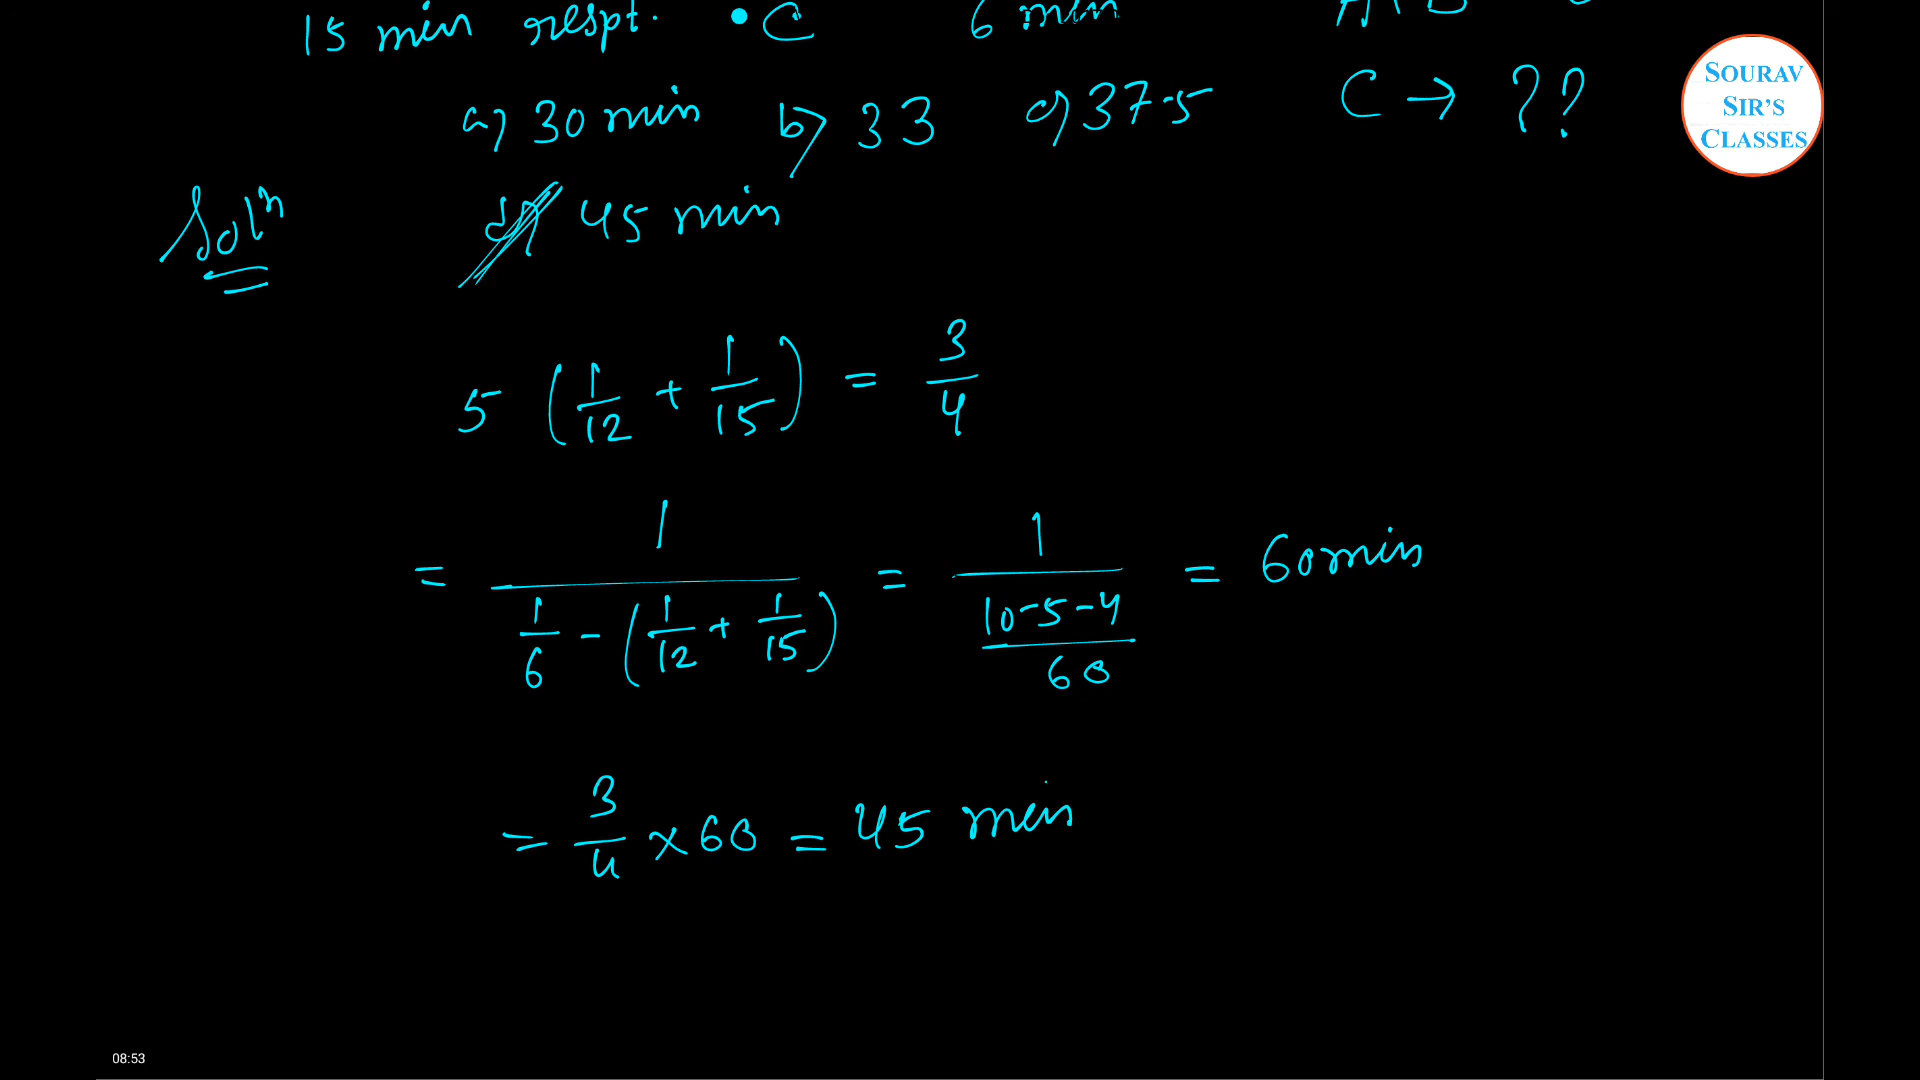 15 min respt. • C 6 min A + B
a) 30 min b) 33 c) 37.5 C → ??
SOURAV
SIR'S
CLASSES
Solⁿ d) 45 min
5 (1/12 + 1/15) = 3/4
= 1/(1/6 - (1/12 + 1/15)) = 1/((10-5-4)/60) = 60 min
= 3/4 × 60 = 45 min
08:53